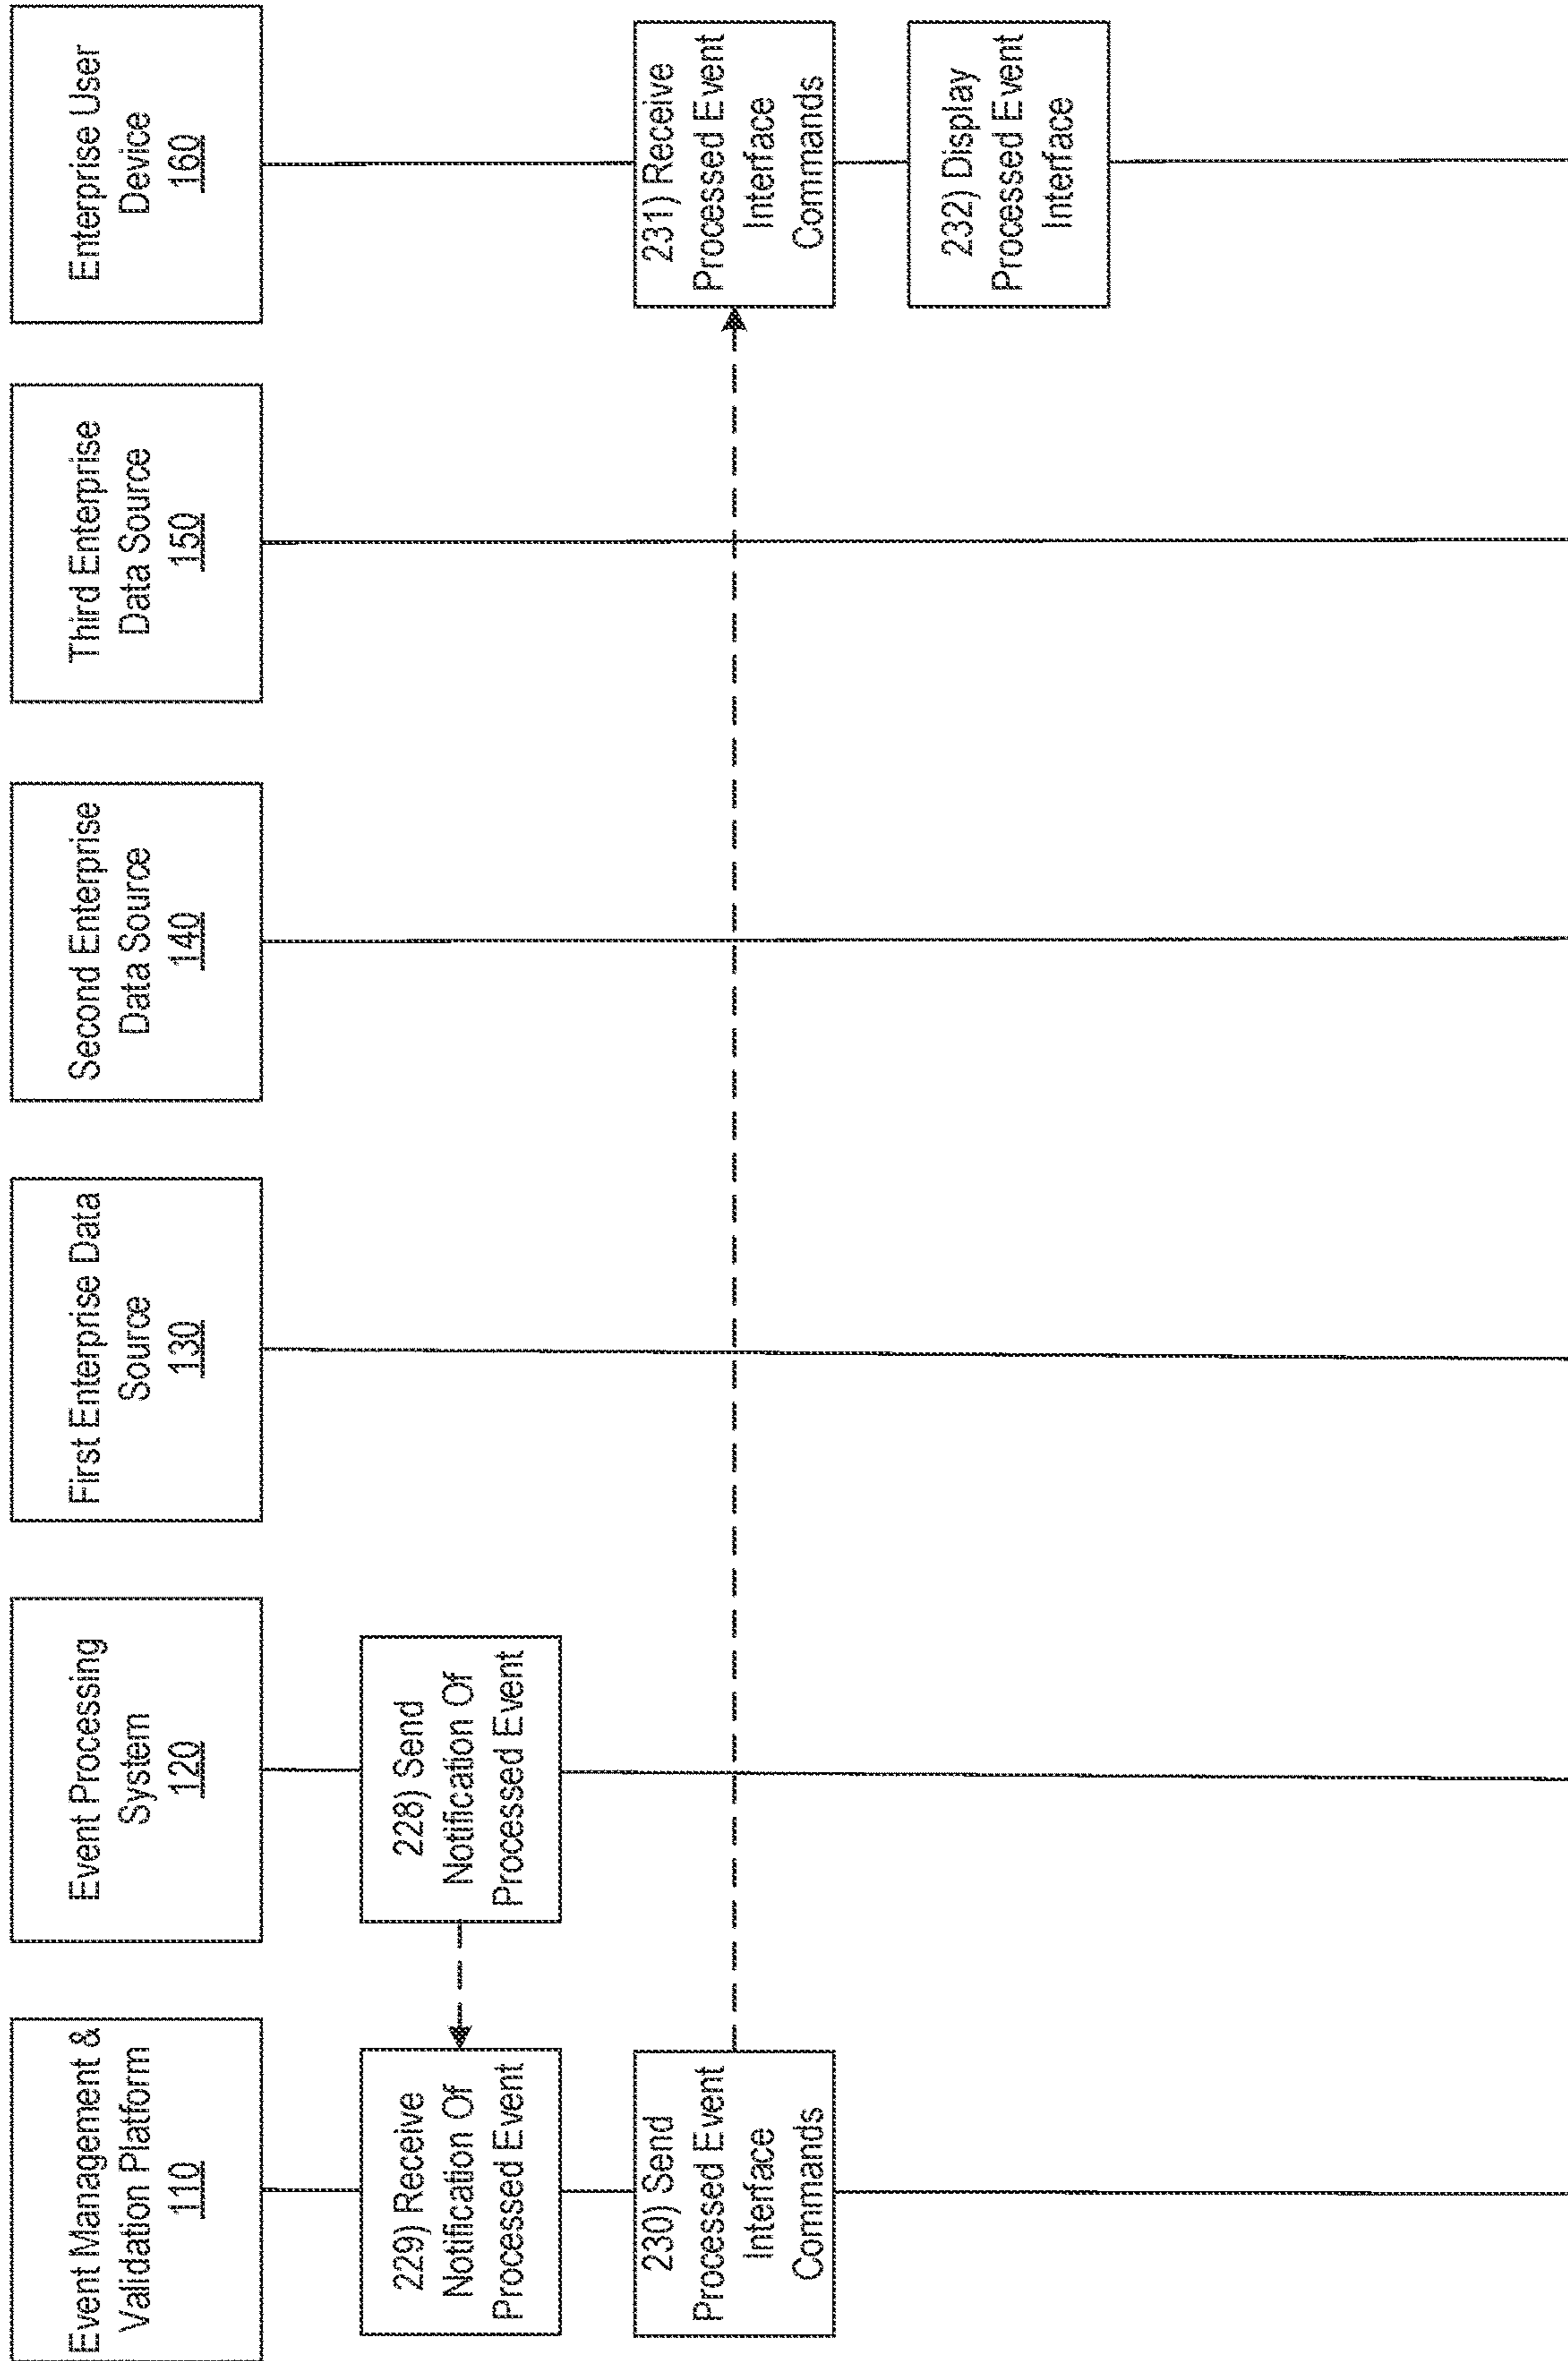 Event Management &
Validation Platform
110
Event Processing
System
120
First Enterprise Data
Source
130
Second Enterprise
Data Source
140
Third Enterprise
Data Source
150
Enterprise User
Device
160
228) Send
Notification Of
Processed Event
229) Receive
Notification Of
Processed Event
230) Send
Processed Event
Interface
Commands
231) Receive
Processed Event
Interface
Commands
232) Display
Processed Event
Interface